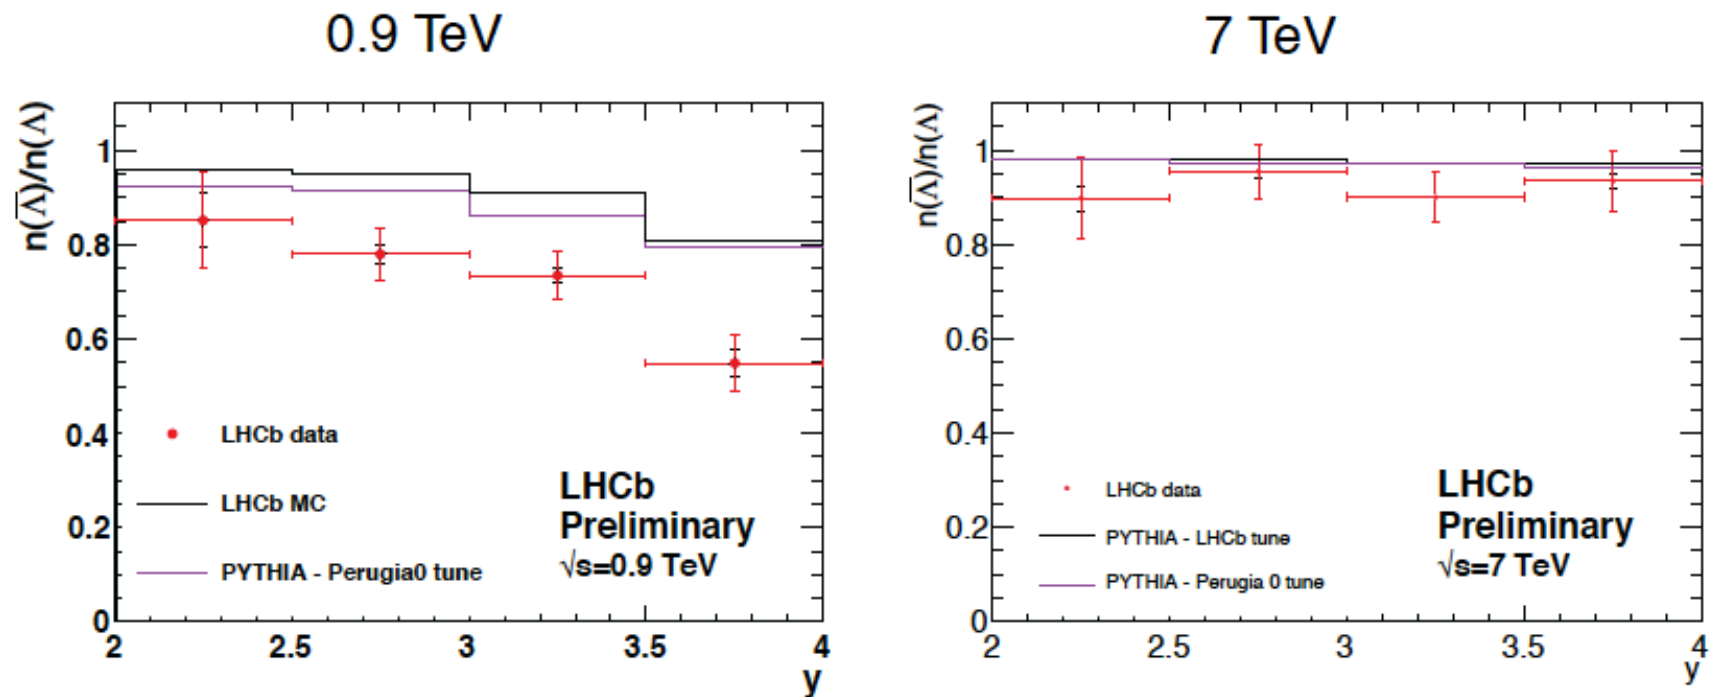 0.9 TeV
n(Λ̅)/n(Λ)
1
0.8
0.6
0.4
0.2
0
2
2.5
3
3.5
4
y
LHCb data
LHCb MC
PYTHIA - Perugia0 tune
LHCb
Preliminary
√s=0.9 TeV
7 TeV
n(Λ̅)/n(Λ)
1
0.8
0.6
0.4
0.2
0
2
2.5
3
3.5
4
y
LHCb data
PYTHIA - LHCb tune
PYTHIA - Perugia 0 tune
LHCb
Preliminary
√s=7 TeV